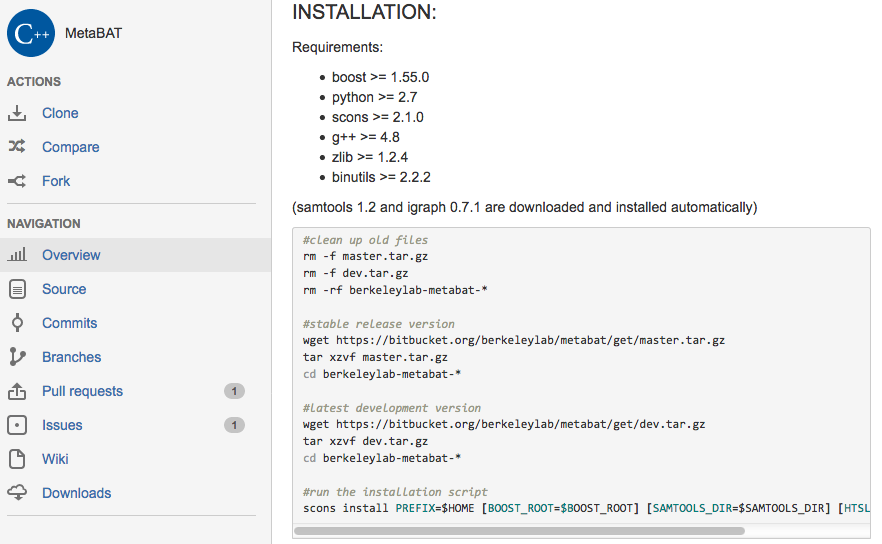 C++
MetaBAT
ACTIONS
Clone
Compare
Fork
NAVIGATION
Overview
Source
Commits
Branches
Pull requests 1
Issues 1
Wiki
Downloads
INSTALLATION:
Requirements:
• boost >= 1.55.0
• python >= 2.7
• scons >= 2.1.0
• g++ >= 4.8
• zlib >= 1.2.4
• binutils >= 2.2.2
(samtools 1.2 and igraph 0.7.1 are downloaded and installed automatically)
#clean up old files
rm -f master.tar.gz
rm -f dev.tar.gz
rm -rf berkeleylab-metabat-*
#stable release version
wget https://bitbucket.org/berkeleylab/metabat/get/master.tar.gz
tar xzvf master.tar.gz
cd berkeleylab-metabat-*
#latest development version
wget https://bitbucket.org/berkeleylab/metabat/get/dev.tar.gz
tar xzvf dev.tar.gz
cd berkeleylab-metabat-*
#run the installation script
scons install PREFIX=$HOME [BOOST_ROOT=$BOOST_ROOT] [SAMTOOLS_DIR=$SAMTOOLS_DIR] [HTSL